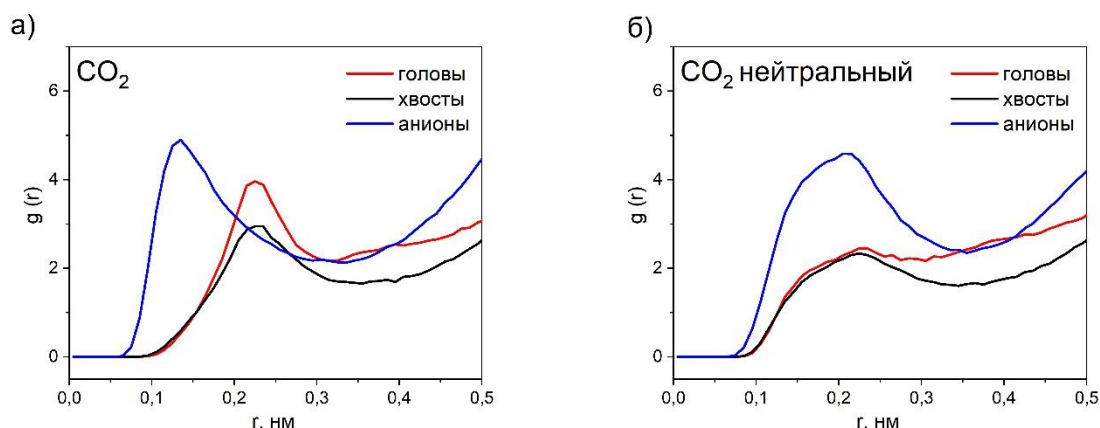 а)
CO₂
головы
хвосты
анионы
6
4
2
0
g (r)
0,0 0,1 0,2 0,3 0,4 0,5
r, нм
б)
CO₂ нейтральный
головы
хвосты
анионы
6
4
2
0
g (r)
0,0 0,1 0,2 0,3 0,4 0,5
r, нм